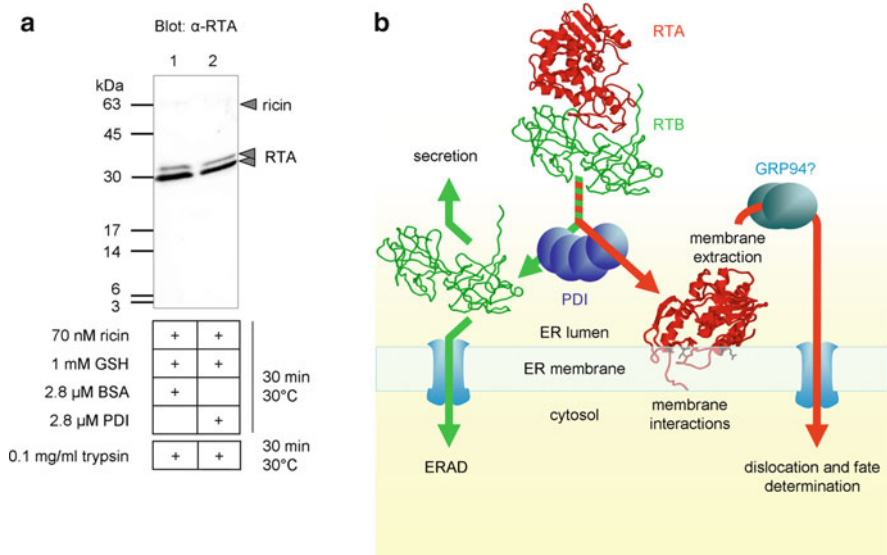 a
Blot: α-RTA
1 2
kDa
63
45
30
17
14
6
3
ricin
RTA
70 nM ricin + +
1 mM GSH + +
2.8 µM BSA +
2.8 µM PDI +
30 min
30°C
0.1 mg/ml trypsin + +
30 min
30°C
b
RTA
RTB
secretion
GRP94?
membrane
extraction
PDI
ER lumen
ER membrane
cytosol
membrane
interactions
ERAD
dislocation and fate
determination